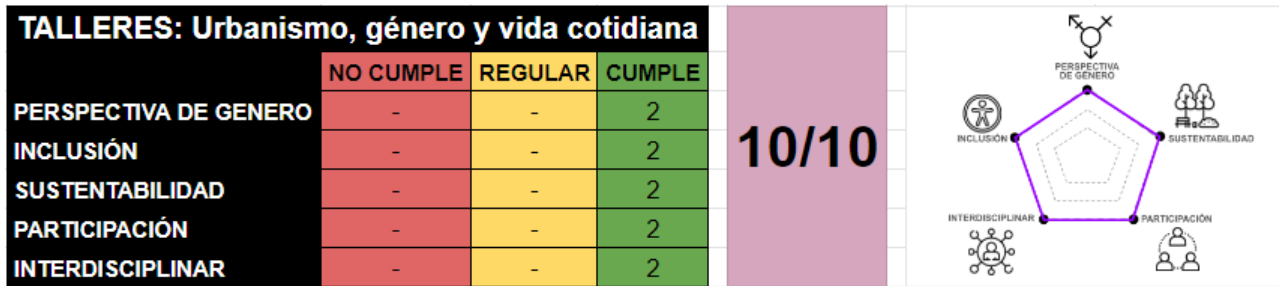 TALLERES: Urbanismo, género y vida cotidiana
NO CUMPLE REGULAR CUMPLE
PERSPECTIVA DE GENERO - - 2
INCLUSIÓN - - 2
SUSTENTABILIDAD - - 2
PARTICIPACIÓN - - 2
INTERDISCIPLINAR - - 2
10/10
PERSPECTIVA
DE GÉNERO
INCLUSIÓN
SUSTENTABILIDAD
INTERDISCIPLINAR
PARTICIPACIÓN